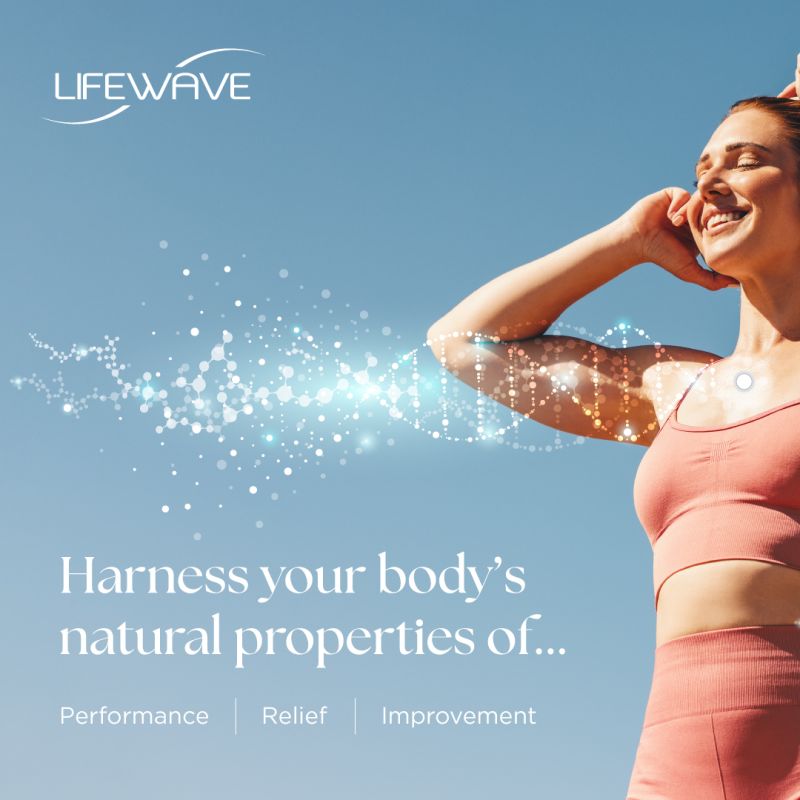 LIFEWAVE
Harness your body’s
natural properties of...
Performance | Relief | Improvement